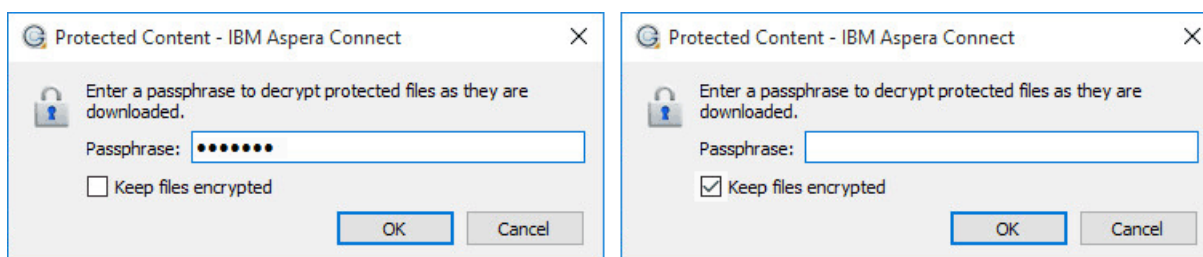 Protected Content - IBM Aspera Connect
Enter a passphrase to decrypt protected files as they are
downloaded.
Passphrase: •••••••
Keep files encrypted
OK Cancel
Protected Content - IBM Aspera Connect
Enter a passphrase to decrypt protected files as they are
downloaded.
Passphrase:
Keep files encrypted
OK Cancel